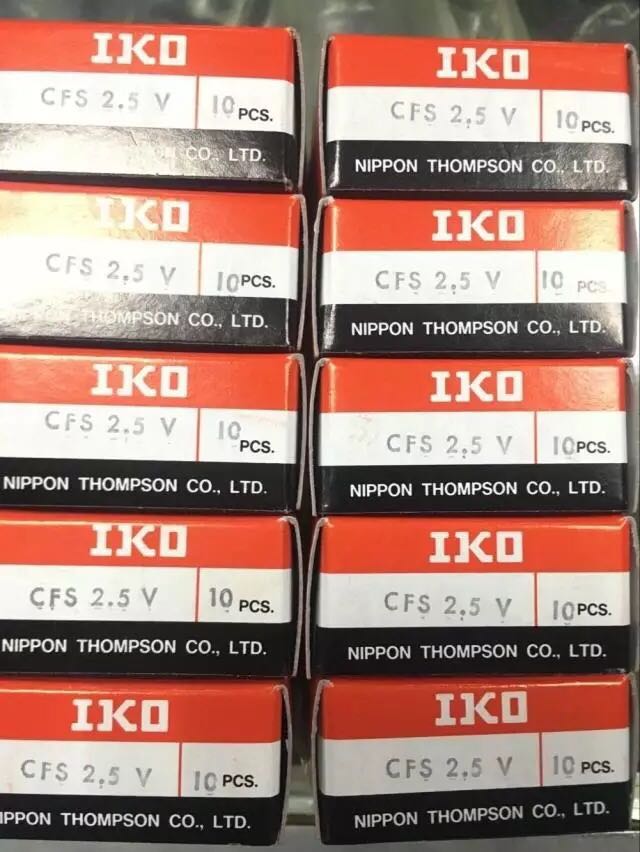 IKO
CFS 2.5 V 10 PCS.
CO., LTD.
IKO
CFS 2.5 V 10 PCS.
NIPPON THOMPSON CO., LTD.
IKO
CFS 2.5 V 10 PCS.
THOMPSON CO., LTD.
IKO
CFS 2.5 V 10 PCS.
NIPPON THOMPSON CO., LTD.
IKO
CFS 2.5 V 10 PCS.
NIPPON THOMPSON CO., LTD.
IKO
CFS 2.5 V 10 PCS.
NIPPON THOMPSON CO., LTD.
IKO
CFS 2.5 V 10 PCS.
NIPPON THOMPSON CO., LTD.
IKO
CFS 2.5 V 10 PCS.
NIPPON THOMPSON CO., LTD.
IKO
CFS 2.5 V 10 PCS.
IPPON THOMPSON CO., LTD.
IKO
CFS 2.5 V 10 PCS.
NIPPON THOMPSON CO., LTD.